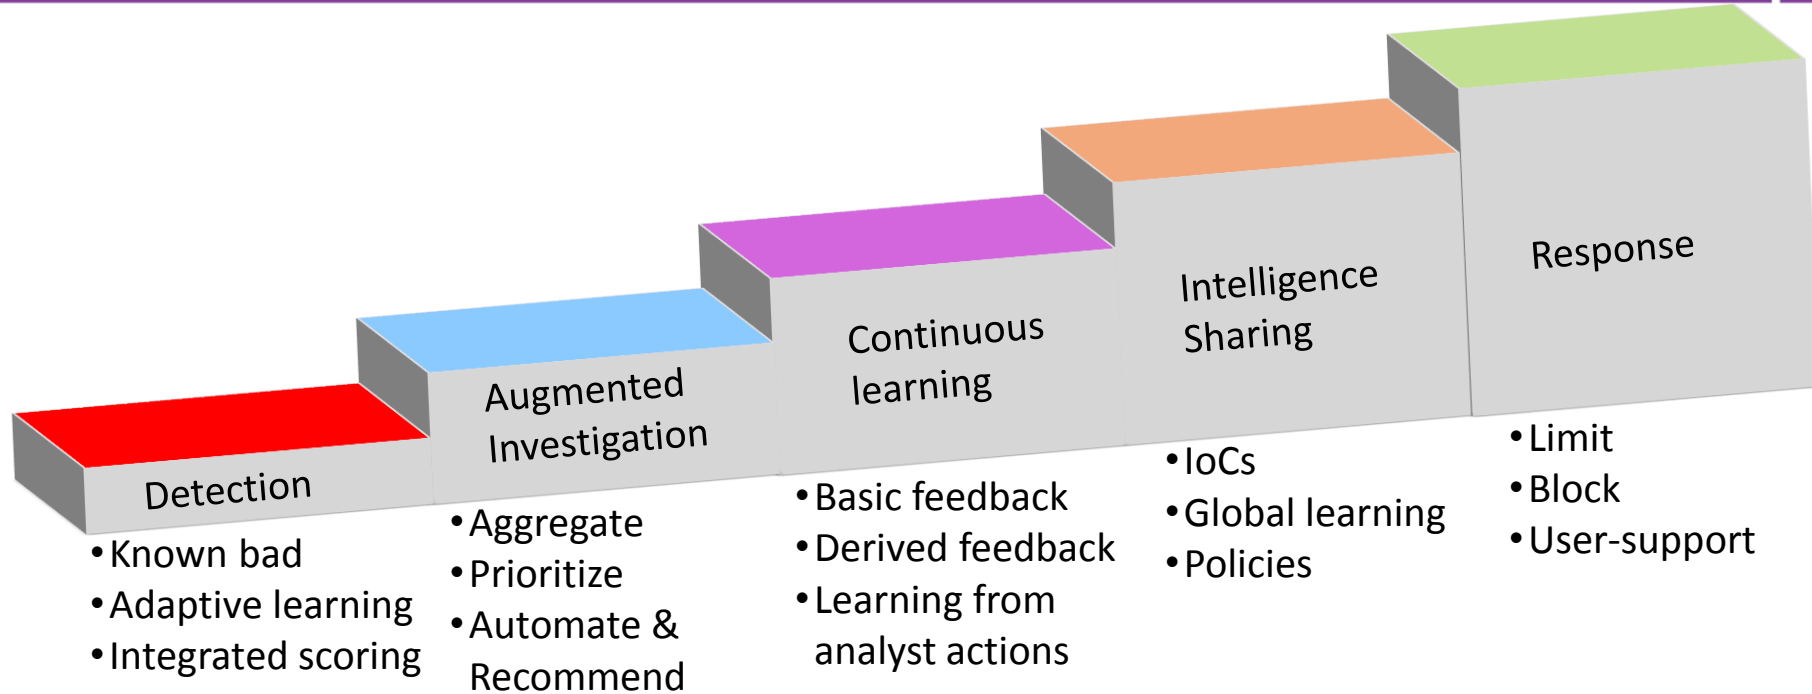 Detection
• Known bad
• Adaptive learning
• Integrated scoring
Augmented
Investigation
• Aggregate
• Prioritize
• Automate &
Recommend
Continuous
learning
• Basic feedback
• Derived feedback
• Learning from
analyst actions
Intelligence
Sharing
• IoCs
• Global learning
• Policies
Response
• Limit
• Block
• User-support